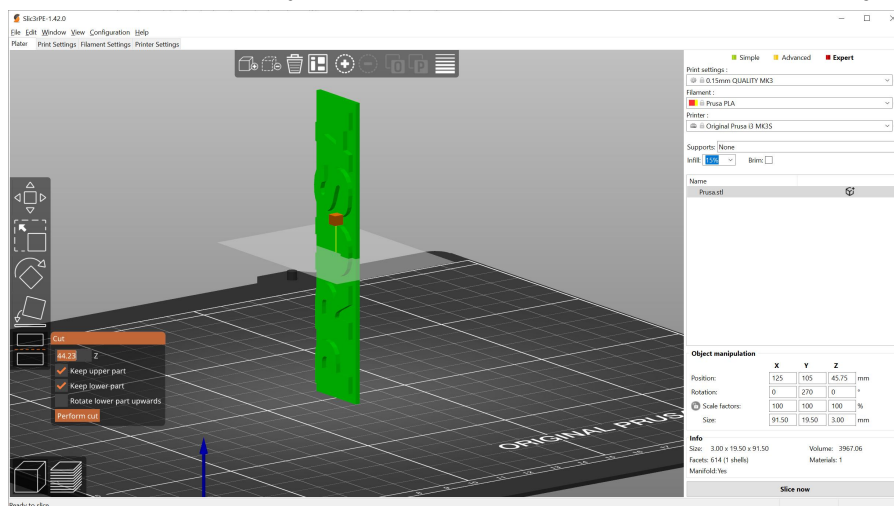 Slic3rPE-1.42.0
File Edit Window View Configuration Help
Plater Print Settings Filament Settings Printer Settings
Simple Advanced Expert
Print settings :
0.15mm QUALITY MK3
Filament :
Prusa PLA
Printer :
Original Prusa i3 MK3S
Supports: None
Infill: 15% Brim:
Name
Prusa.stl
Cut
44.23 Z
Keep upper part
Keep lower part
Rotate lower part upwards
Perform cut
ORIGINAL PRUSA
Object manipulation
X Y Z
Position: 125 105 45.75 mm
Rotation: 0 270 0 °
Scale factors: 100 100 100 %
Size: 91.50 19.50 3.00 mm
Info
Size: 3.00 x 19.50 x 91.50 Volume: 3967.06
Facets: 614 (1 shells) Materials: 1
Manifold: Yes
Slice now
Ready to slice